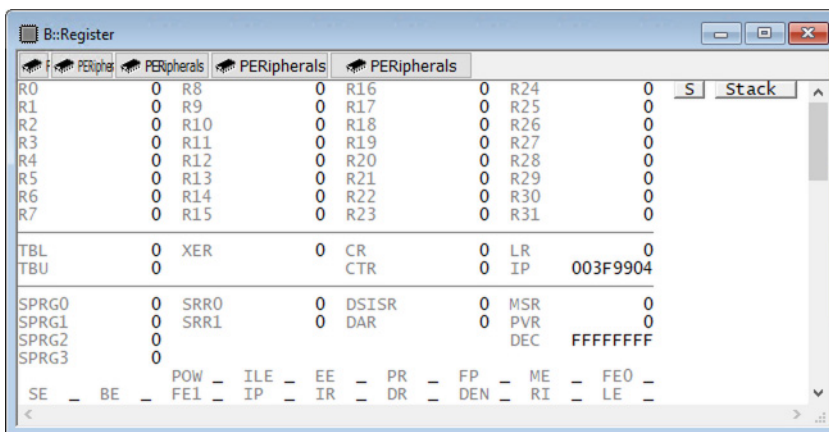 B::Register
PERiphe PERipherals PERipherals PERipherals
R0 0 R8 0 R16 0 R24 0 S Stack
R1 0 R9 0 R17 0 R25 0
R2 0 R10 0 R18 0 R26 0
R3 0 R11 0 R19 0 R27 0
R4 0 R12 0 R20 0 R28 0
R5 0 R13 0 R21 0 R29 0
R6 0 R14 0 R22 0 R30 0
R7 0 R15 0 R23 0 R31 0
TBL 0 XER 0 CR 0 LR 0
TBU 0 CTR 0 IP 003F9904
SPRG0 0 SRR0 0 DSISR 0 MSR 0
SPRG1 0 SRR1 0 DAR 0 PVR 0
SPRG2 0 DEC FFFFFFFF
SPRG3 0
POW _ ILE _ EE _ PR _ FP _ ME _ FE0 _
SE _ BE _ FE1 _ IP _ IR _ DR _ DEN _ RI _ LE _